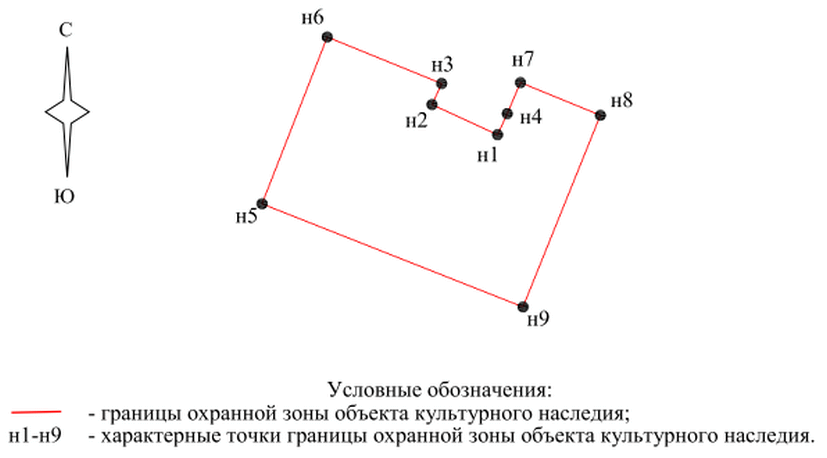 С
Ю
н6
н3
н7
н2
н4
н8
н1
н5
н9
Условные обозначения:
- границы охранной зоны объекта культурного наследия;
н1-н9 - характерные точки границы охранной зоны объекта культурного наследия.